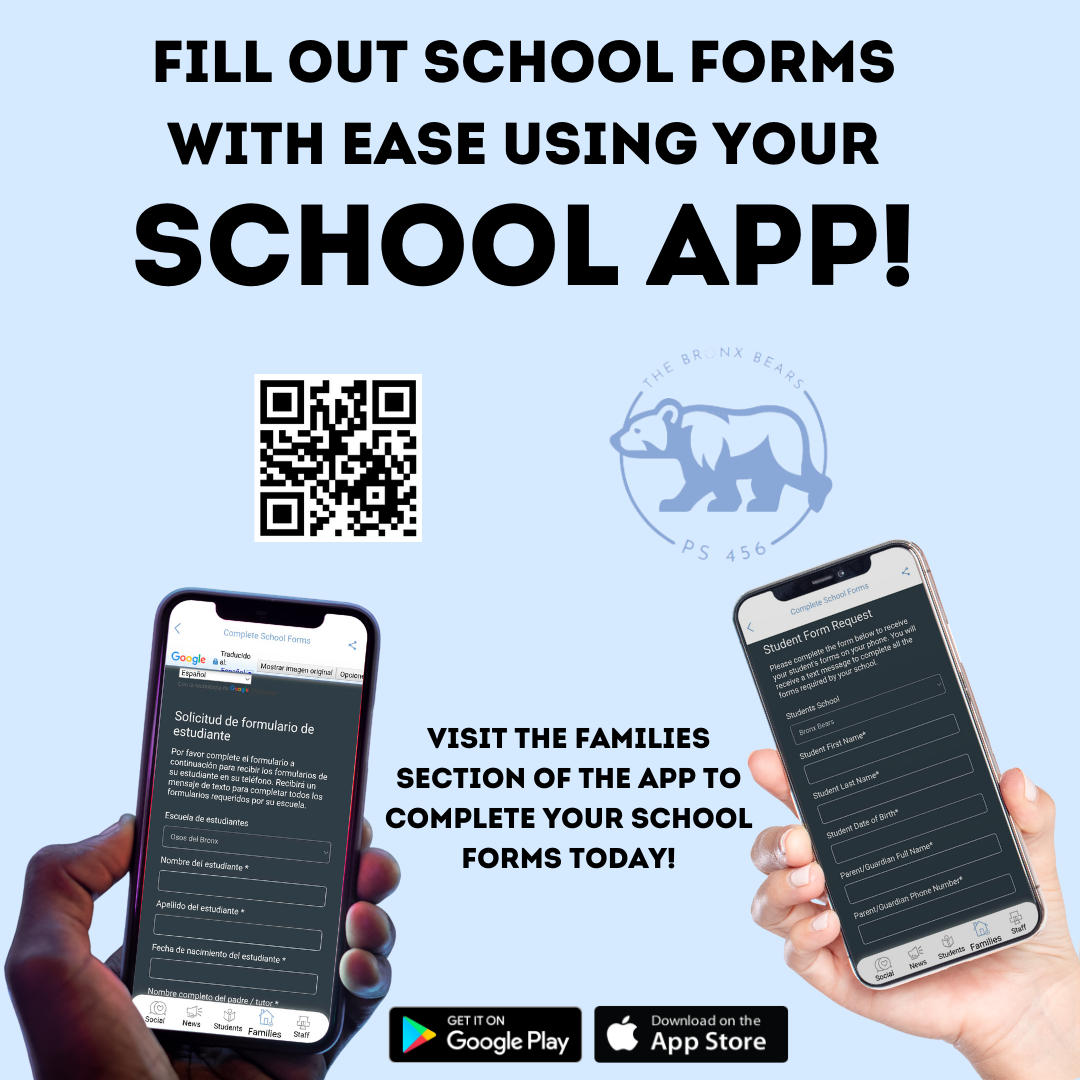 FILL OUT SCHOOL FORMS
WITH EASE USING YOUR
SCHOOL APP!
THE BRONX BEARS
PS 456
Complete School Forms
Google
Traducido
al:
Español
Mostrar imagen original
Opcione
Español
Con la tecnología de Google
Solicitud de formulario de
estudiante
Por favor complete el formulario a
continuación para recibir los formularios de
su estudiante en su teléfono. Recibirá un
mensaje de texto para completar todos los
formularios requeridos por su escuela.
Escuela de estudiantes
Osos del Bronx
Nombre del estudiante *
Apellido del estudiante *
Fecha de nacimiento del estudiante *
Nombre completo del padre / tutor *
Social
News
Students
Families
Staff
VISIT THE FAMILIES
SECTION OF THE APP TO
COMPLETE YOUR SCHOOL
FORMS TODAY!
Complete School Forms
Student Form Request
Please complete the form below to receive
your student's forms on your phone. You will
receive a text message to complete all the
forms required by your school.
Students School
Bronx Bears
Student First Name*
Student Last Name*
Student Date of Birth*
Parent/Guardian Full Name*
Parent/Guardian Phone Number*
Social
News
Students
Families
Staff
GET IT ON
Google Play
Download on the
App Store